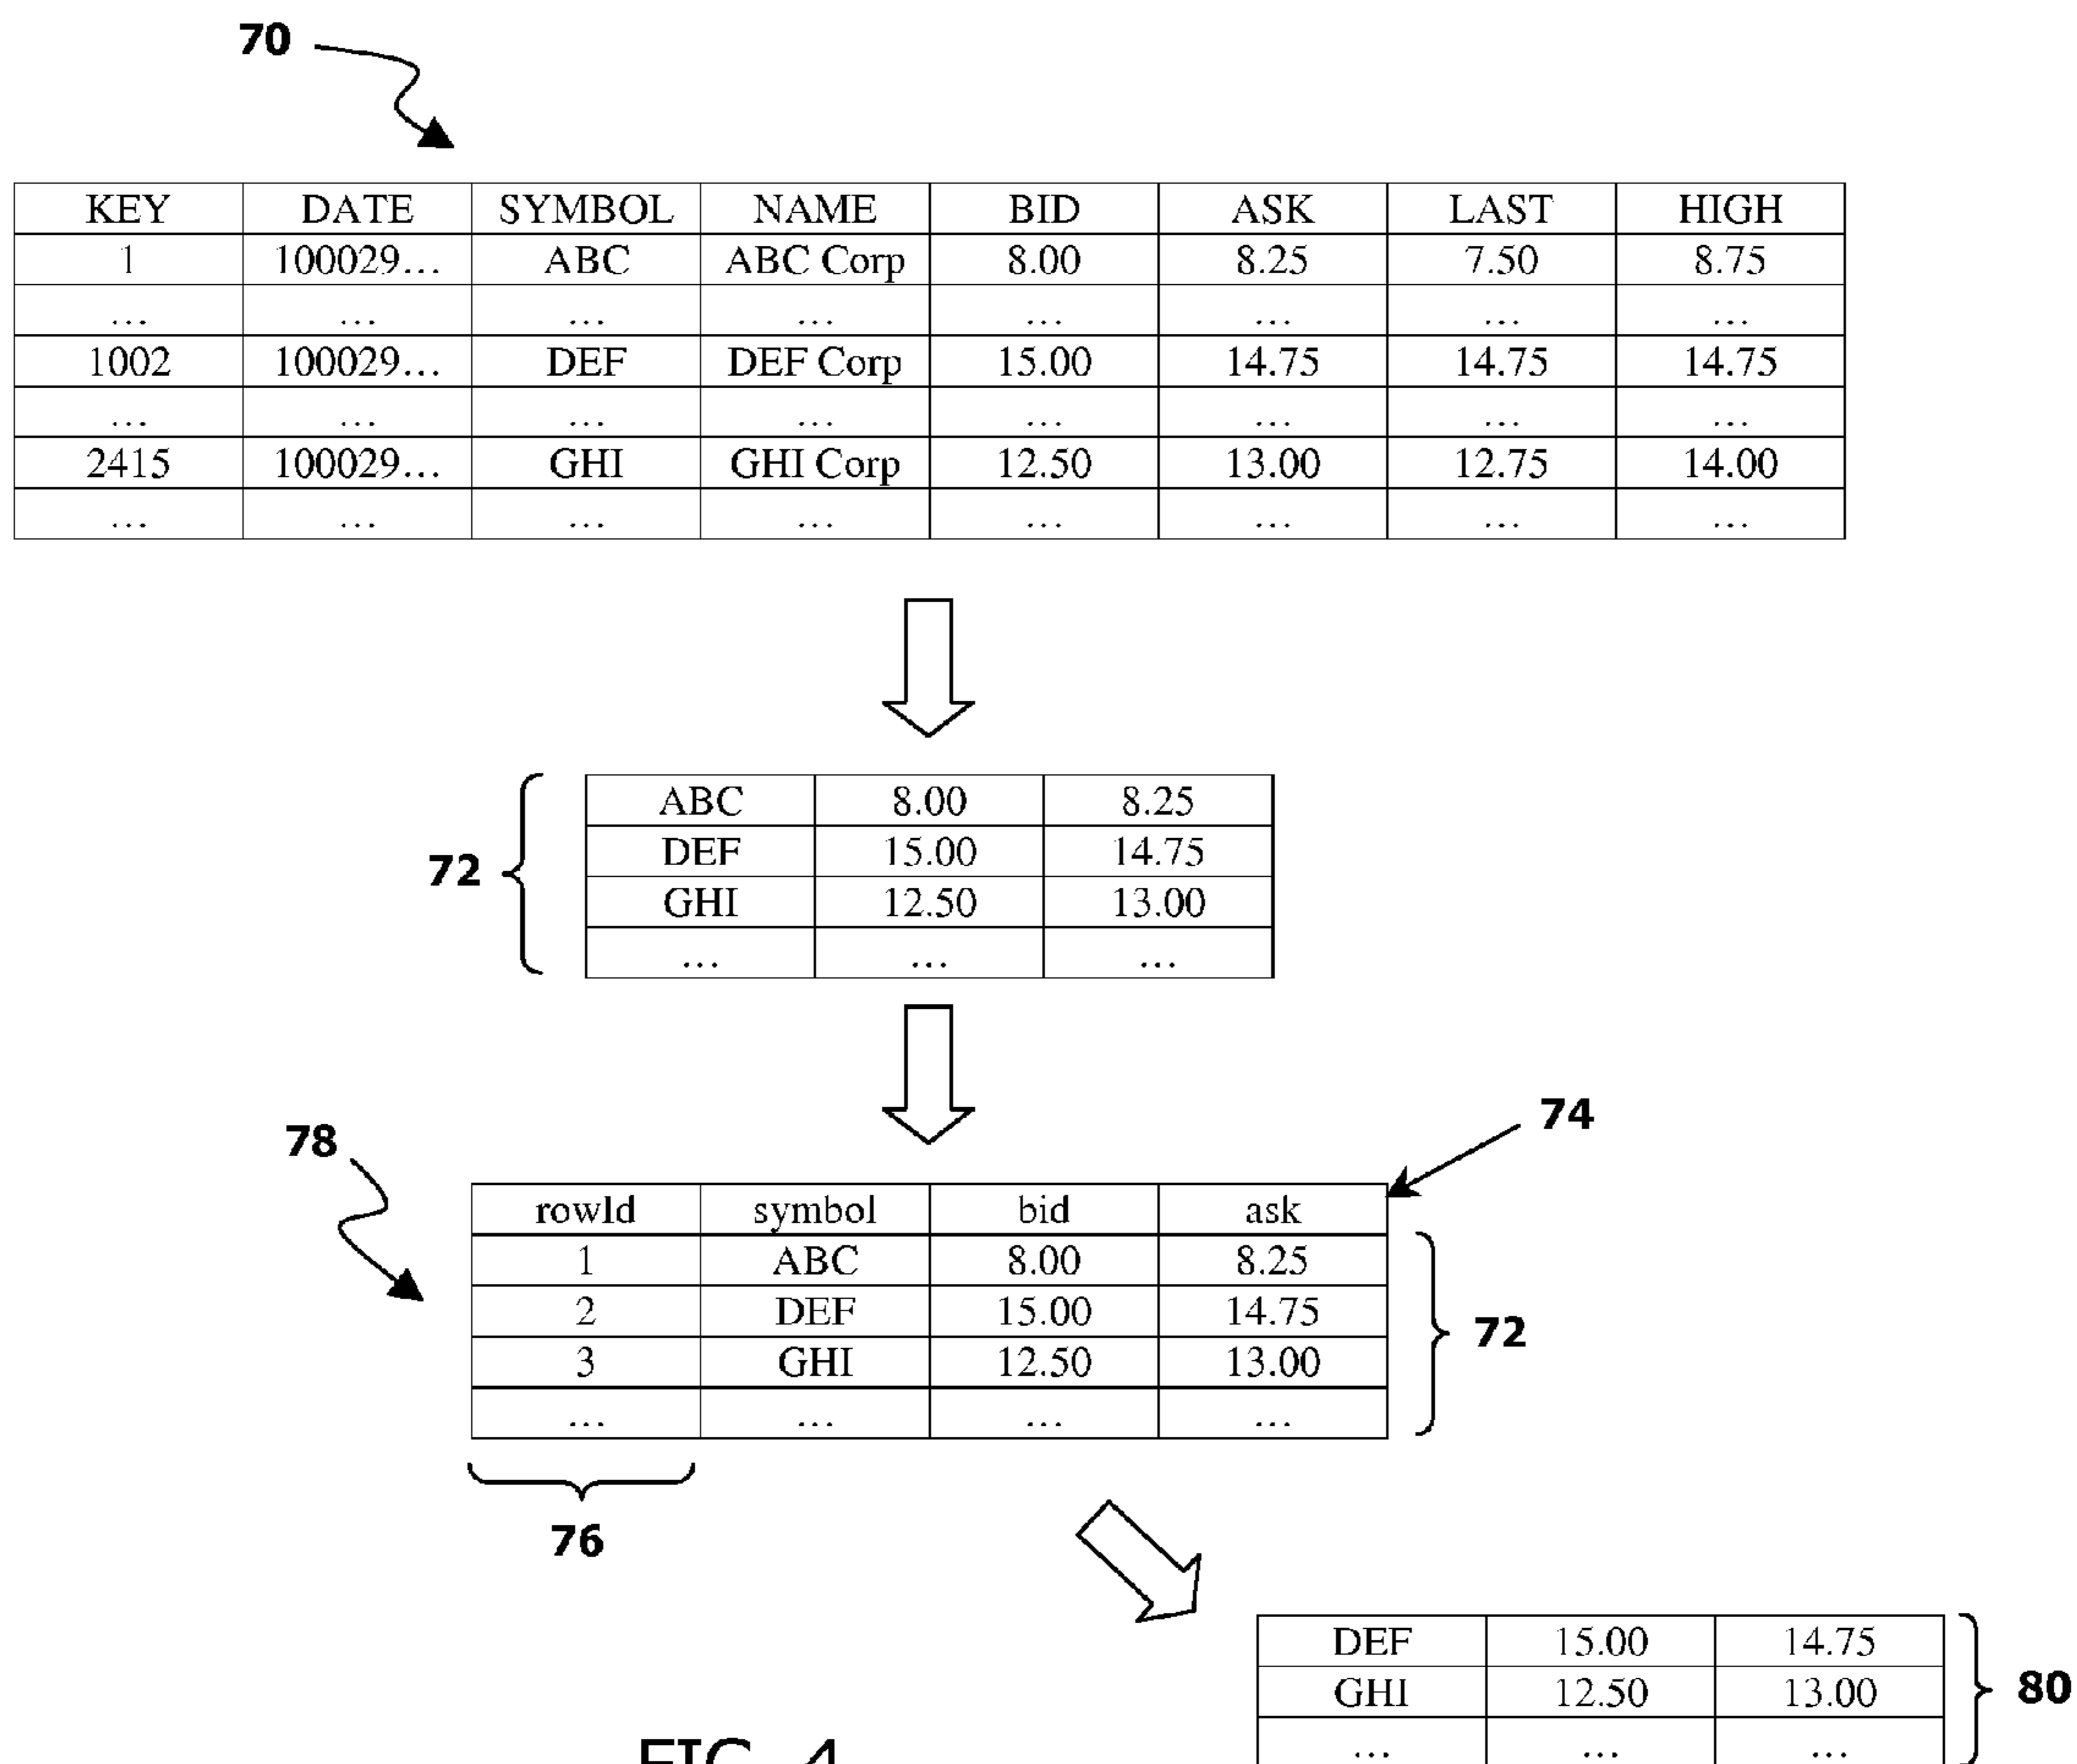 70
KEY DATE SYMBOL NAME BID ASK LAST HIGH
1 100029... ABC ABC Corp 8.00 8.25 7.50 8.75
... ... ... ... ... ... ... ...
1002 100029... DEF DEF Corp 15.00 14.75 14.75 14.75
... ... ... ... ... ... ... ...
2415 100029... GHI GHI Corp 12.50 13.00 12.75 14.00
... ... ... ... ... ... ... ...
72
ABC 8.00 8.25
DEF 15.00 14.75
GHI 12.50 13.00
... ... ...
74
78
rowId symbol bid ask
1 ABC 8.00 8.25
2 DEF 15.00 14.75
3 GHI 12.50 13.00
... ... ... ...
72
76
DEF 15.00 14.75
GHI 12.50 13.00
... ... ...
80
FIG. 4